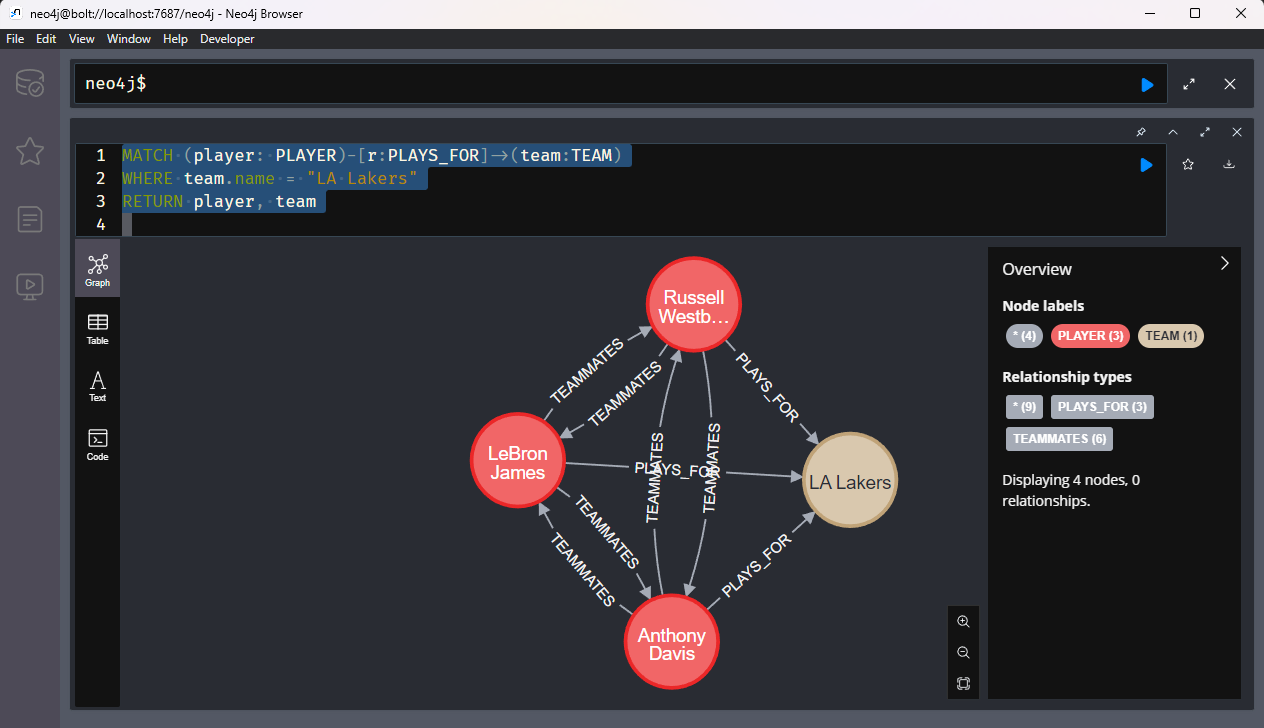 neo4j@bolt://localhost:7687/neo4j - Neo4j Browser
File Edit View Window Help Developer
neo4j$
1 MATCH (player: PLAYER)-[r:PLAYS_FOR]->(team:TEAM)
2 WHERE team.name = "LA Lakers"
3 RETURN player, team
4
Graph
Table
Text
Code
Russell
Westb...
TEAMMATES
TEAMMATES
PLAYS_FOR
TEAMMATES
TEAMMATES
LeBron
James
PLAYS_FOR
LA Lakers
TEAMMATES
TEAMMATES
PLAYS_FOR
Anthony
Davis
Overview
Node labels
* (4) PLAYER (3) TEAM (1)
Relationship types
* (9) PLAYS_FOR (3)
TEAMMATES (6)
Displaying 4 nodes, 0
relationships.